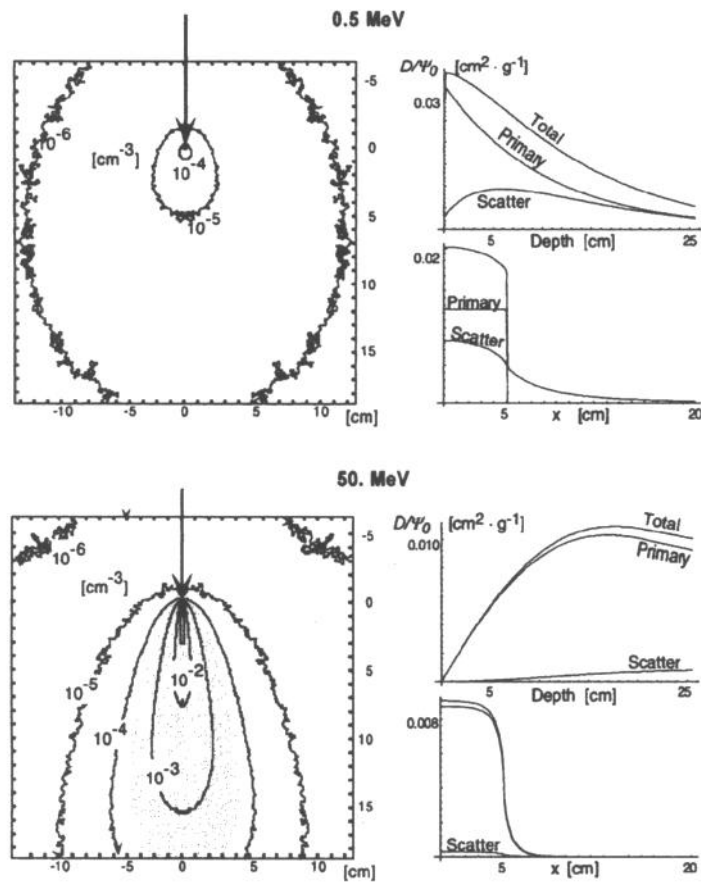 0.5 MeV
10-6
[cm-3]
10-4
10-5
-5
0
5
10
15
-10
-5
0
5
10
[cm]
D/Ψ0 [cm2 · g-1]
0.03
Total
Primary
Scatter
5
Depth [cm]
25
0.02
Primary
Scatter
5
x [cm]
20
50. MeV
10-6
[cm-3]
10-5
10-4
10-2
10-3
-5
0
5
10
15
-10
-5
0
5
10
[cm]
D/Ψ0 [cm2 · g-1]
0.010
Total
Primary
Scatter
5
Depth [cm]
25
0.008
Scatter
5
x [cm]
20